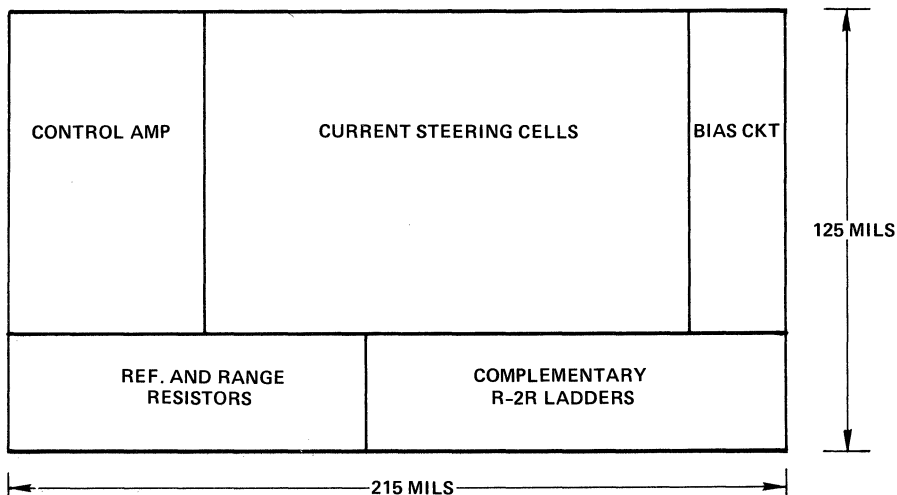 CONTROL AMP
CURRENT STEERING CELLS
BIAS CKT
125 MILS
REF. AND RANGE
RESISTORS
COMPLEMENTARY
R-2R LADDERS
215 MILS